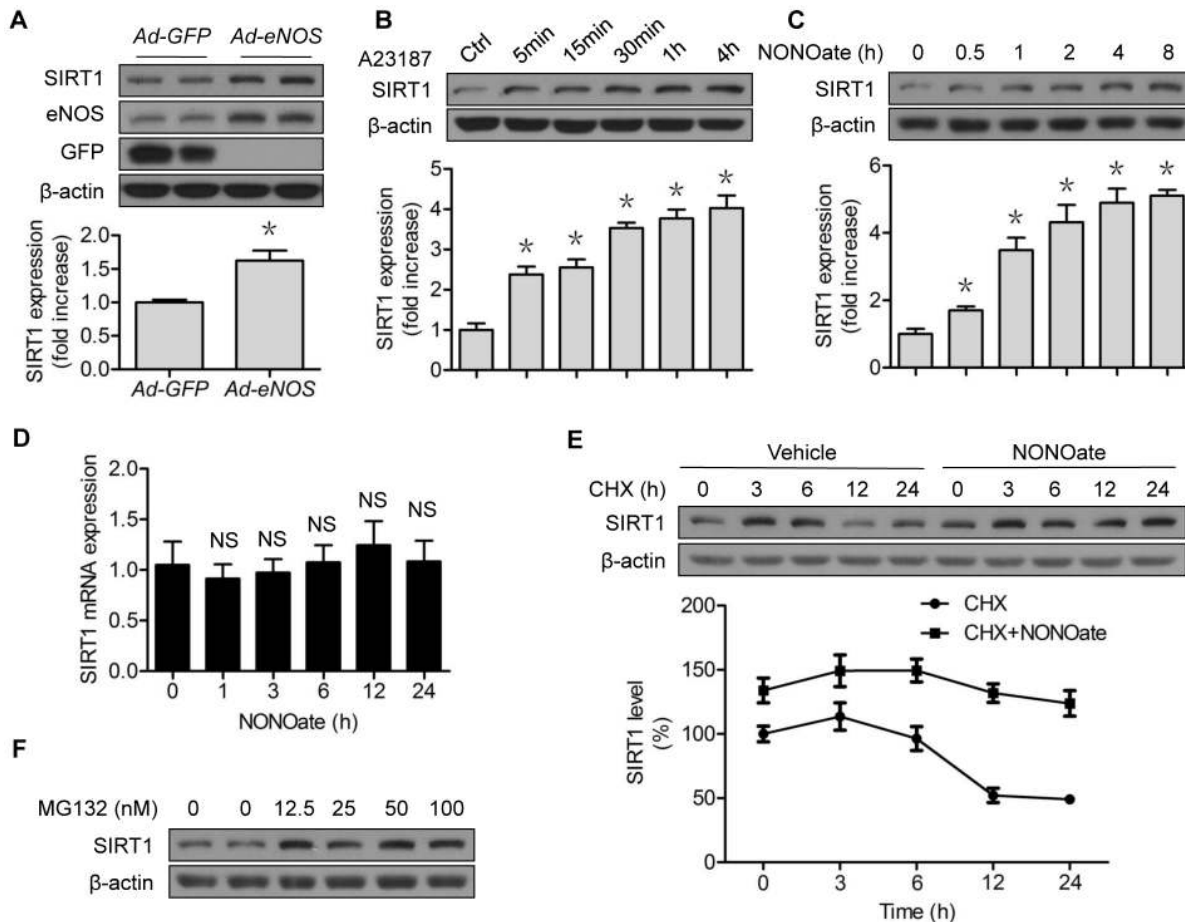 A
Ad-GFP Ad-eNOS
SIRT1
eNOS
GFP
β-actin
SIRT1 expression
(fold increase)
2.0
1.5
1.0
0.5
0.0
Ad-GFP Ad-eNOS
*
B
A23187 Ctrl 5min 15min 30min 1h 4h
SIRT1
β-actin
SIRT1 expression
(fold increase)
5
4
3
2
1
0
* * * * *
C
NONOate (h) 0 0.5 1 2 4 8
SIRT1
β-actin
SIRT1 expression
(fold increase)
6
4
2
0
* * * * *
D
SIRT1 mRNA expression
2.0
1.5
1.0
0.5
0.0
NS NS NS NS NS
0 1 3 6 12 24
NONOate (h)
E
Vehicle NONOate
CHX (h) 0 3 6 12 24 0 3 6 12 24
SIRT1
β-actin
SIRT1 level
(%)
200
150
100
50
0
CHX
CHX+NONOate
0 3 6 12 24
Time (h)
F
MG132 (nM) 0 0 12.5 25 50 100
SIRT1
β-actin